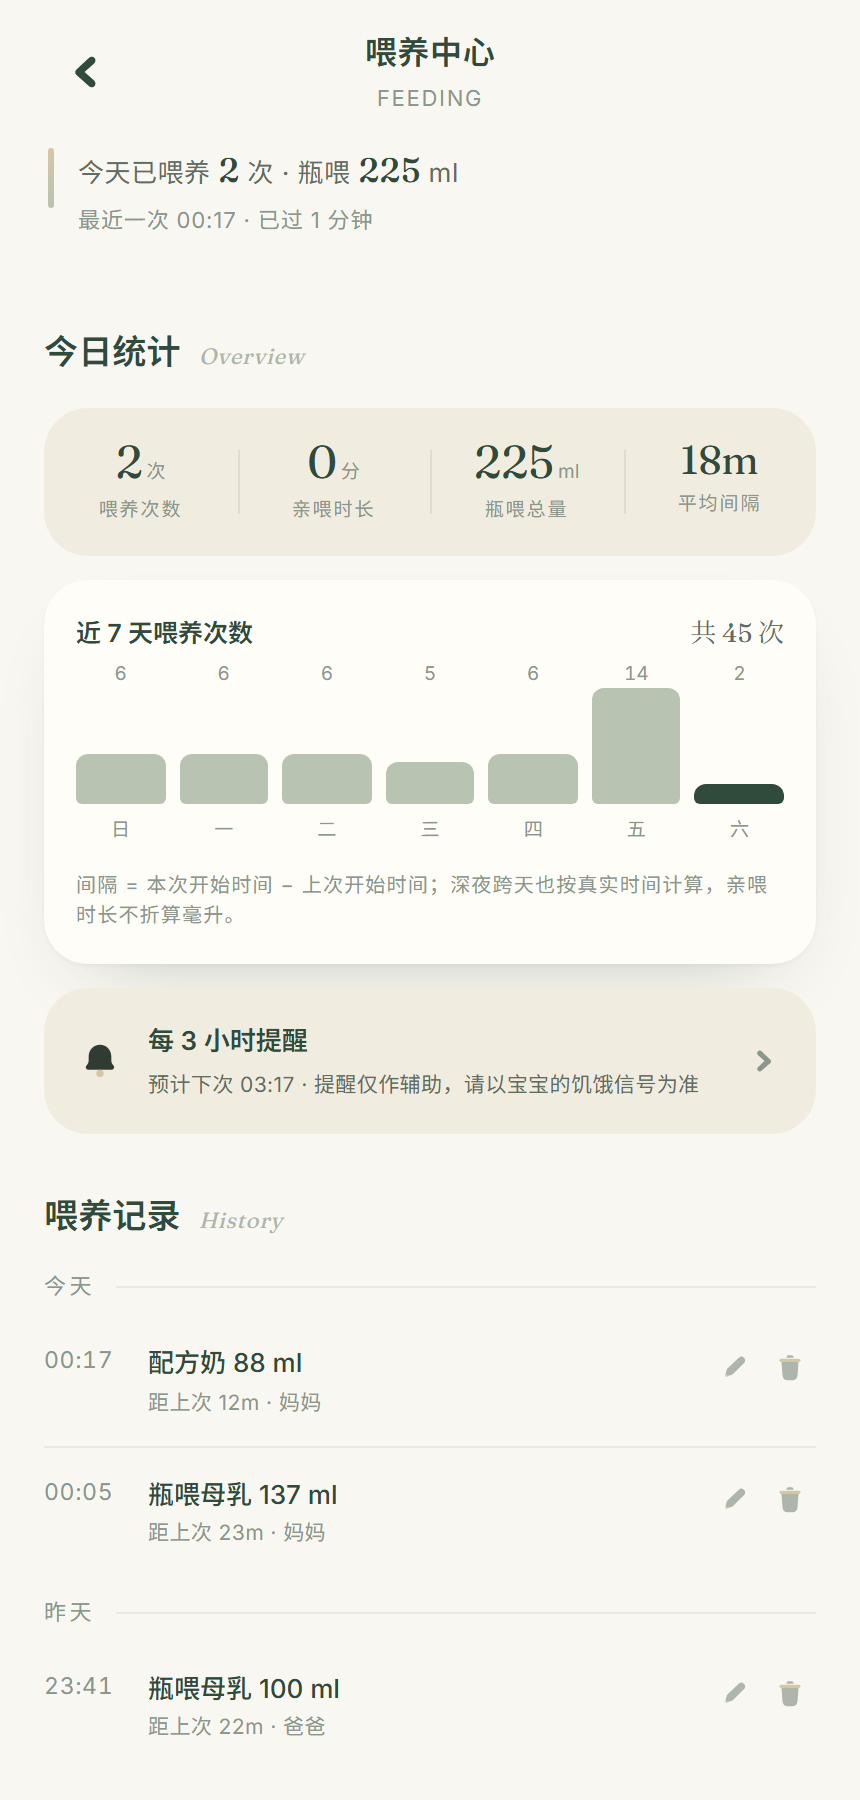 喂养中心
FEEDING
今天已喂养 2 次 · 瓶喂 225 ml
最近一次 00:17 · 已过 1 分钟
今日统计 Overview
2 次
喂养次数
0 分
亲喂时长
225 ml
瓶喂总量
18m
平均间隔
近 7 天喂养次数 共 45 次
6 6 6 5 6 14 2
日 一 二 三 四 五 六
间隔 = 本次开始时间 − 上次开始时间；深夜跨天也按真实时间计算，亲喂
时长不折算毫升。
每 3 小时提醒
预计下次 03:17 · 提醒仅作辅助，请以宝宝的饥饿信号为准
喂养记录 History
今天
00:17 配方奶 88 ml
距上次 12m · 妈妈
00:05 瓶喂母乳 137 ml
距上次 23m · 妈妈
昨天
23:41 瓶喂母乳 100 ml
距上次 22m · 爸爸